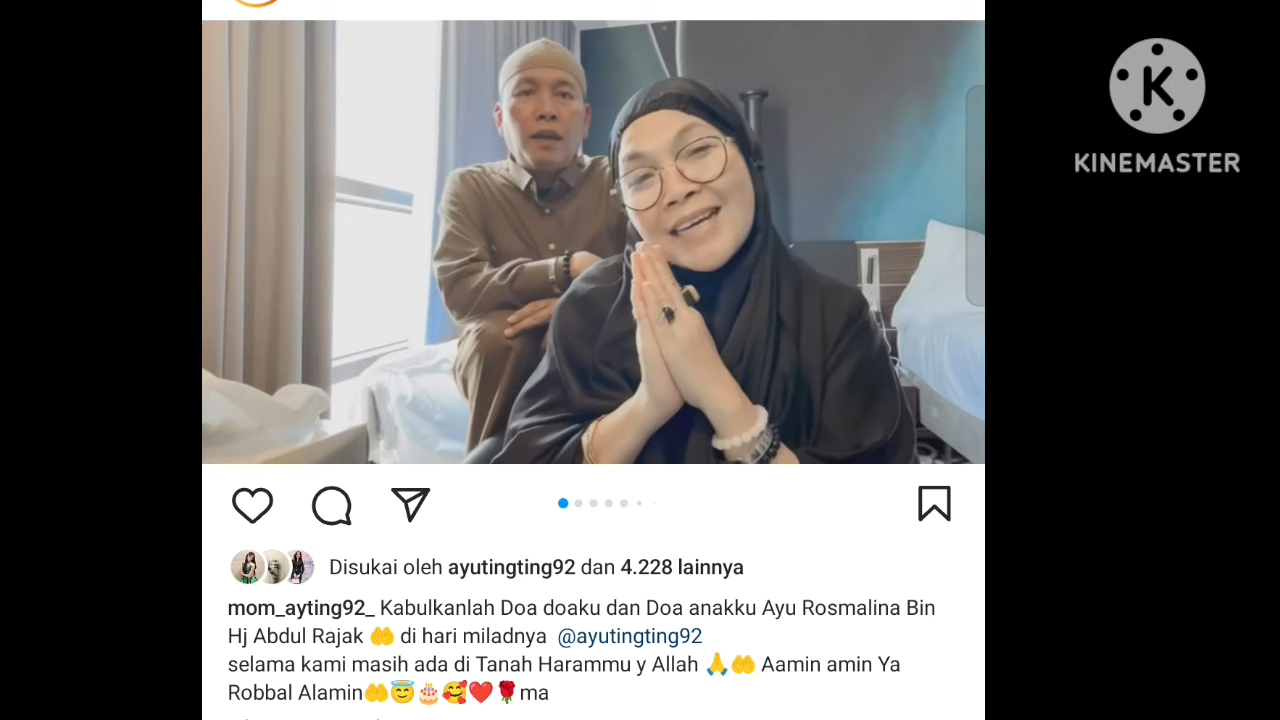 KINEMASTER
Disukai oleh ayutingting92 dan 4.228 lainnya
mom_ayting92_ Kabulkanlah Doa doaku dan Doa anakku Ayu Rosmalina Bin
Hj Abdul Rajak 🤲 di hari miladnya @ayutingting92
selama kami masih ada di Tanah Harammu y Allah 🙏🤲 Aamin amin Ya
Robbal Alamin🤲😇🎂🥰❤️🌹ma